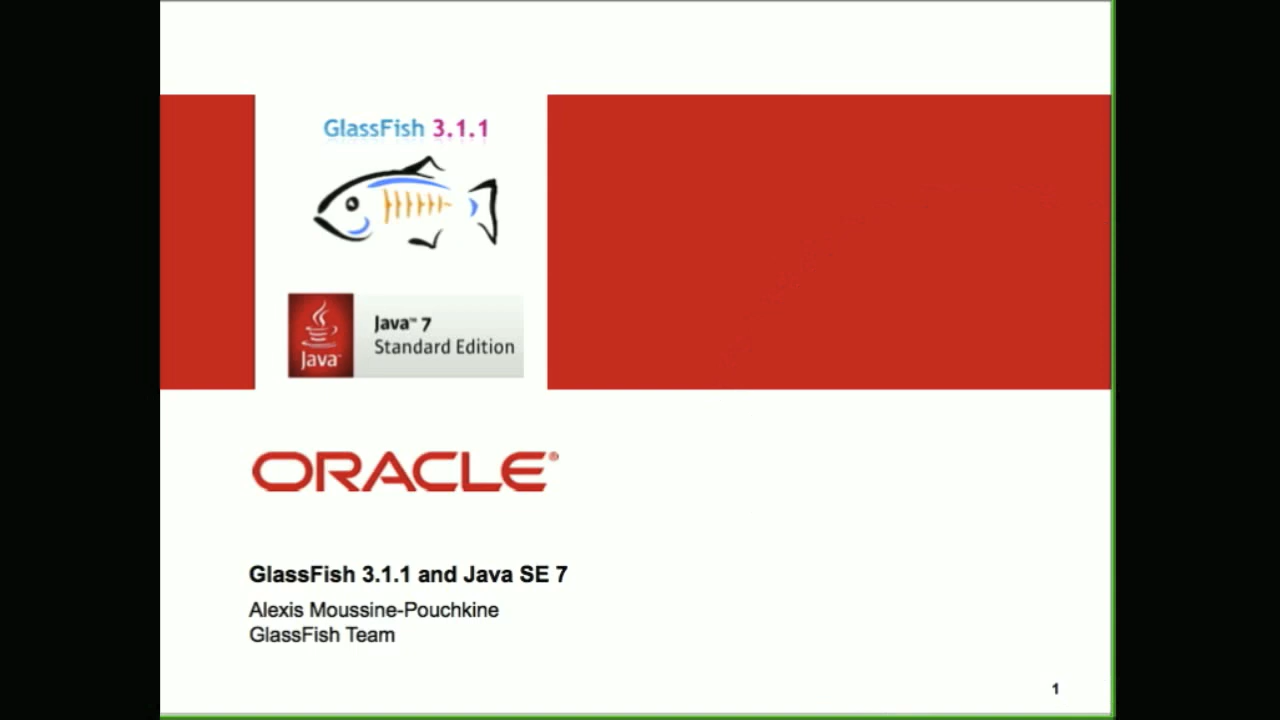 GlassFish 3.1.1
Java™ 7
Standard Edition
Java™
ORACLE®
GlassFish 3.1.1 and Java SE 7
Alexis Moussine-Pouchkine
GlassFish Team
1